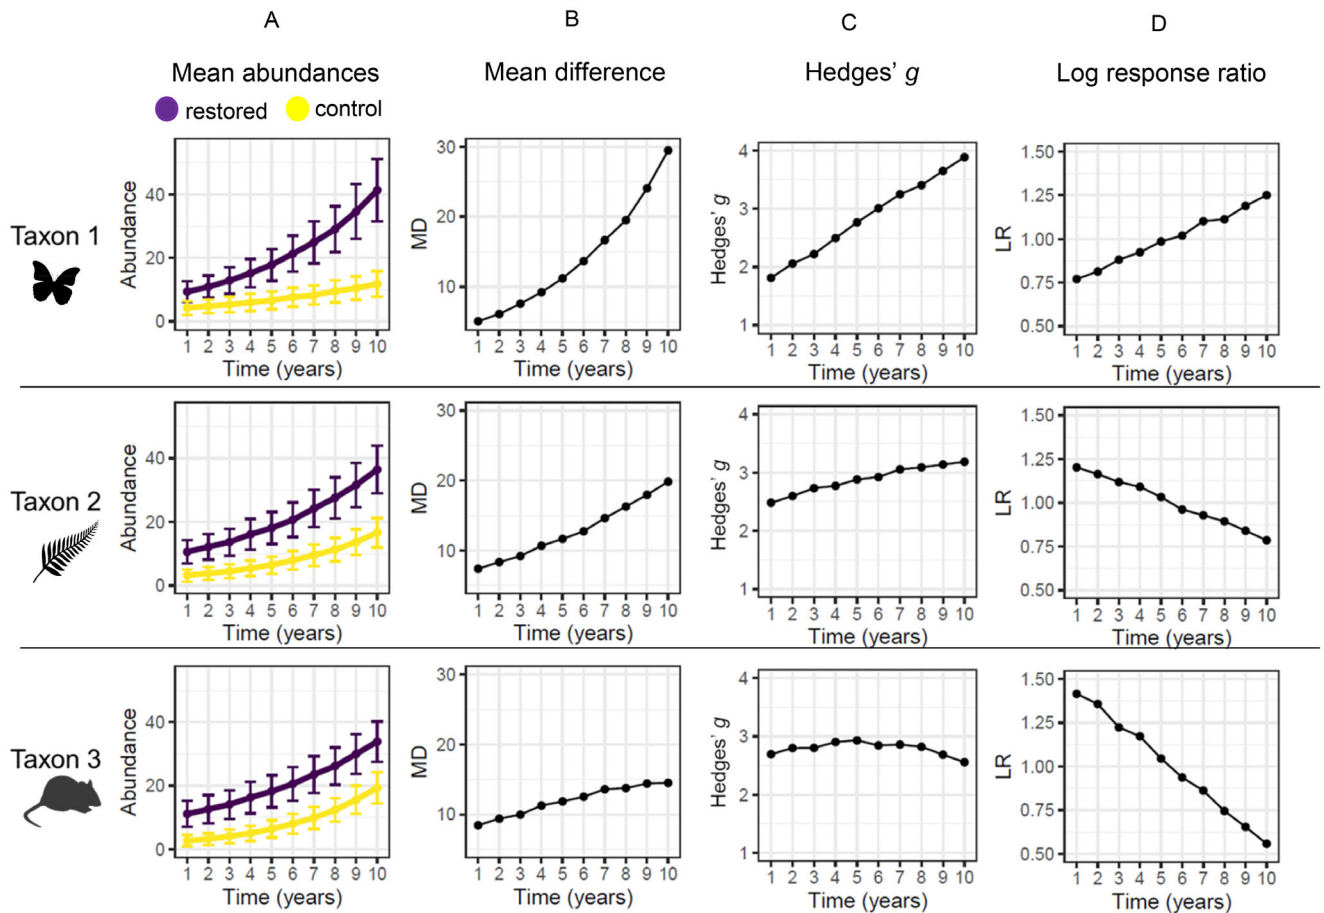 A B C D
Mean abundances Mean difference Hedges' g Log response ratio
restored control
Taxon 1
Abundance
40
20
0
1 2 3 4 5 6 7 8 9 10
Time (years)
MD
30
20
10
1 2 3 4 5 6 7 8 9 10
Time (years)
Hedges' g
4
3
2
1
1 2 3 4 5 6 7 8 9 10
Time (years)
LR
1.50
1.25
1.00
0.75
0.50
1 2 3 4 5 6 7 8 9 10
Time (years)
Taxon 2
Abundance
40
20
0
1 2 3 4 5 6 7 8 9 10
Time (years)
MD
30
20
10
1 2 3 4 5 6 7 8 9 10
Time (years)
Hedges' g
4
3
2
1
1 2 3 4 5 6 7 8 9 10
Time (years)
LR
1.50
1.25
1.00
0.75
0.50
1 2 3 4 5 6 7 8 9 10
Time (years)
Taxon 3
Abundance
40
20
0
1 2 3 4 5 6 7 8 9 10
Time (years)
MD
30
20
10
1 2 3 4 5 6 7 8 9 10
Time (years)
Hedges' g
4
3
2
1
1 2 3 4 5 6 7 8 9 10
Time (years)
LR
1.50
1.25
1.00
0.75
0.50
1 2 3 4 5 6 7 8 9 10
Time (years)